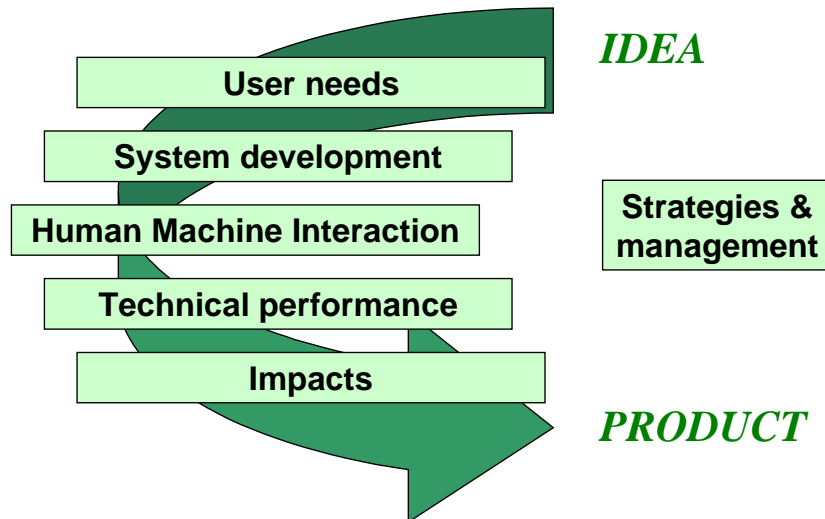 IDEA
User needs
System development
Human Machine Interaction
Strategies &
management
Technical performance
Impacts
PRODUCT